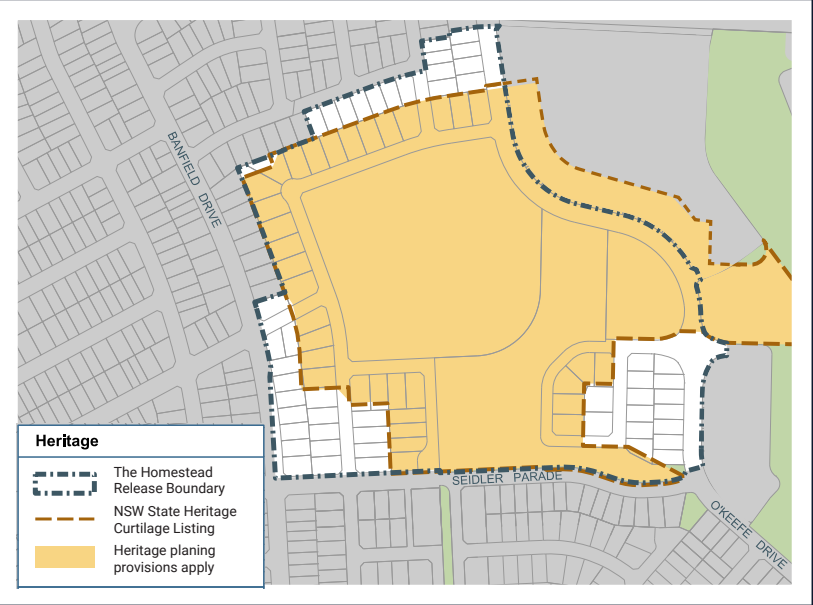 BANFIELD DRIVE
SEIDLER PARADE
O'KEEFE DRIVE
Heritage
The Homestead
Release Boundary
NSW State Heritage
Curtilage Listing
Heritage planing
provisions apply